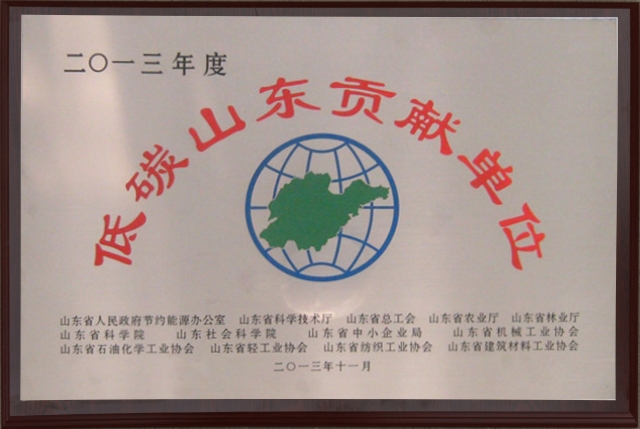 二〇一三年度
低碳山东贡献单位
山东省人民政府节约能源办公室 山东省科学技术厅 山东省总工会 山东省农业厅 山东省林业厅
山东省科学院 山东社会科学院 山东省中小企业局 山东省机械工业协会
山东省石油化学工业协会 山东省轻工业协会 山东省纺织工业协会 山东省建筑材料工业协会
二〇一三年十一月